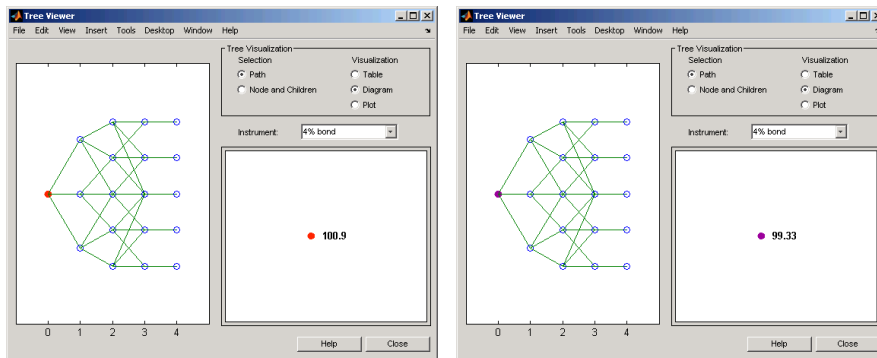 Tree Viewer
File Edit View Insert Tools Desktop Window Help
Tree Visualization
Selection Visualization
Path Table
Node and Children Diagram
Plot
Instrument: 4% bond
100.9
0 1 2 3 4
Help Close
Tree Viewer
File Edit View Insert Tools Desktop Window Help
Tree Visualization
Selection Visualization
Path Table
Node and Children Diagram
Plot
Instrument: 4% bond
99.33
0 1 2 3 4
Help Close